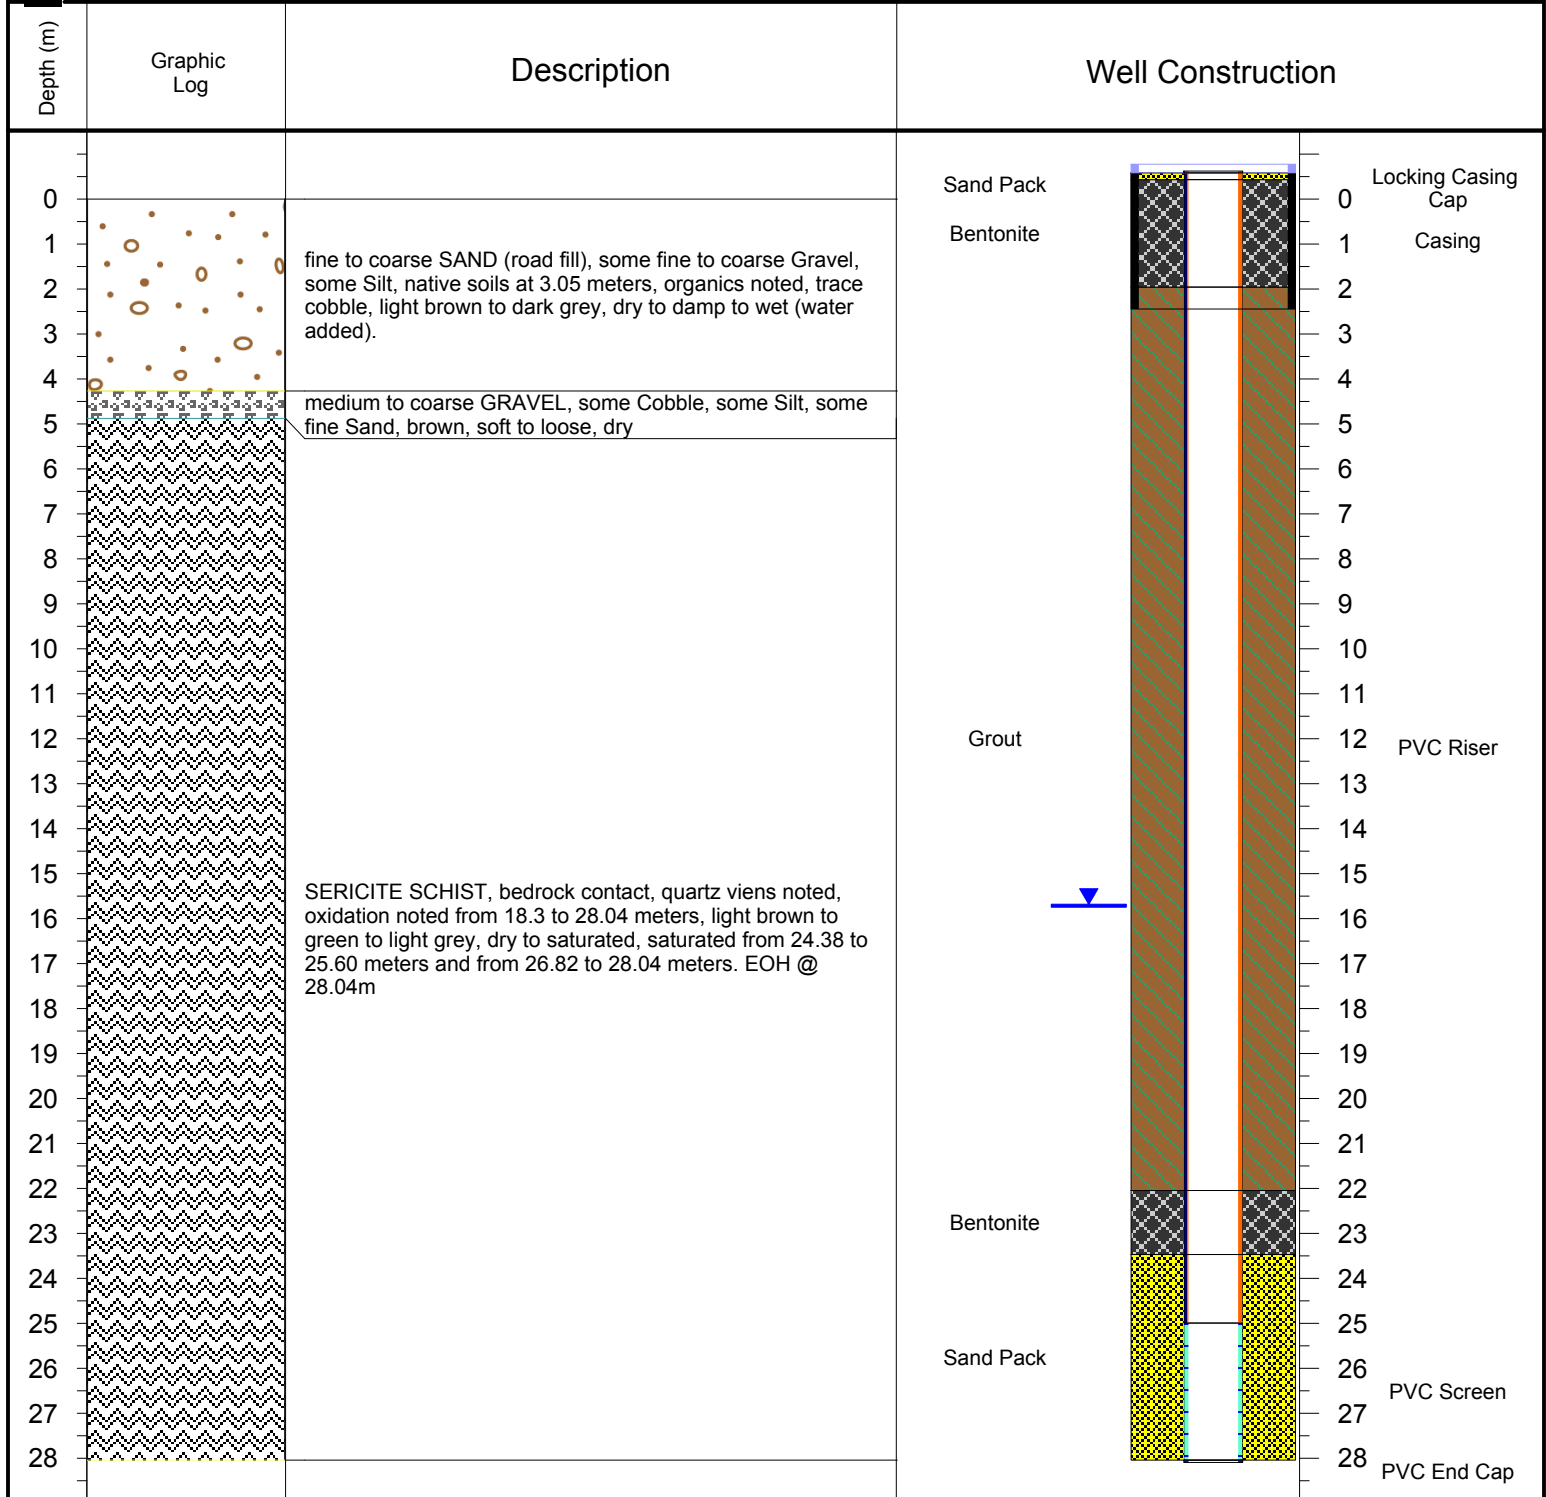 Depth (m)
Graphic
Log
Description
Well Construction
0
1
2
3
4
5
6
7
8
9
10
11
12
13
14
15
16
17
18
19
20
21
22
23
24
25
26
27
28
fine to coarse SAND (road fill), some fine to coarse Gravel,
some Silt, native soils at 3.05 meters, organics noted, trace
cobble, light brown to dark grey, dry to damp to wet (water
added).
medium to coarse GRAVEL, some Cobble, some Silt, some
fine Sand, brown, soft to loose, dry
SERICITE SCHIST, bedrock contact, quartz viens noted,
oxidation noted from 18.3 to 28.04 meters, light brown to
green to light grey, dry to saturated, saturated from 24.38 to
25.60 meters and from 26.82 to 28.04 meters. EOH @
28.04m
Sand Pack
Bentonite
Grout
Bentonite
Sand Pack
0
1
2
3
4
5
6
7
8
9
10
11
12
13
14
15
16
17
18
19
20
21
22
23
24
25
26
27
28
Locking Casing
Cap
Casing
PVC Riser
PVC Screen
PVC End Cap